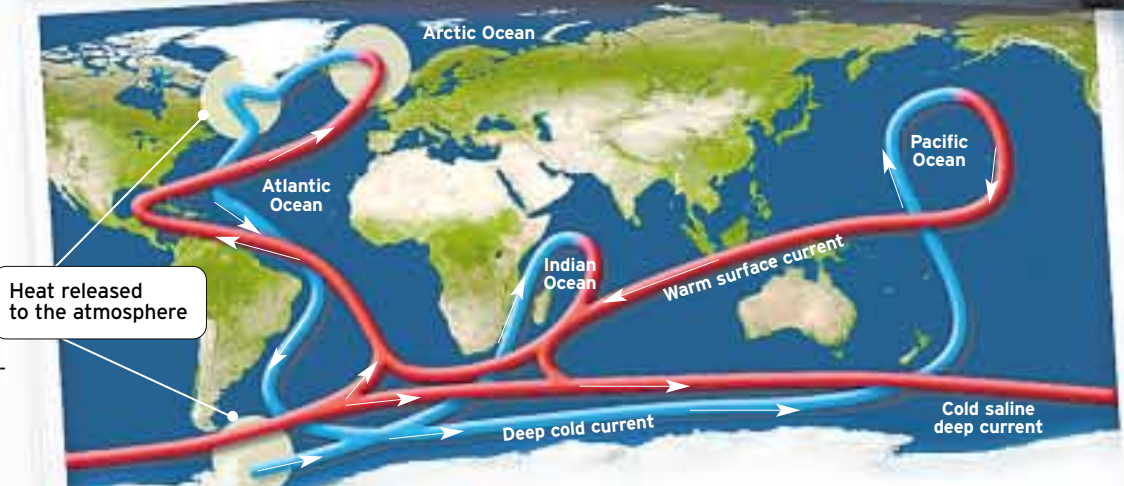 Arctic Ocean
Atlantic
Ocean
Pacific
Ocean
Indian
Ocean
Warm surface current
Heat released
to the atmosphere
Deep cold current
Cold saline
deep current